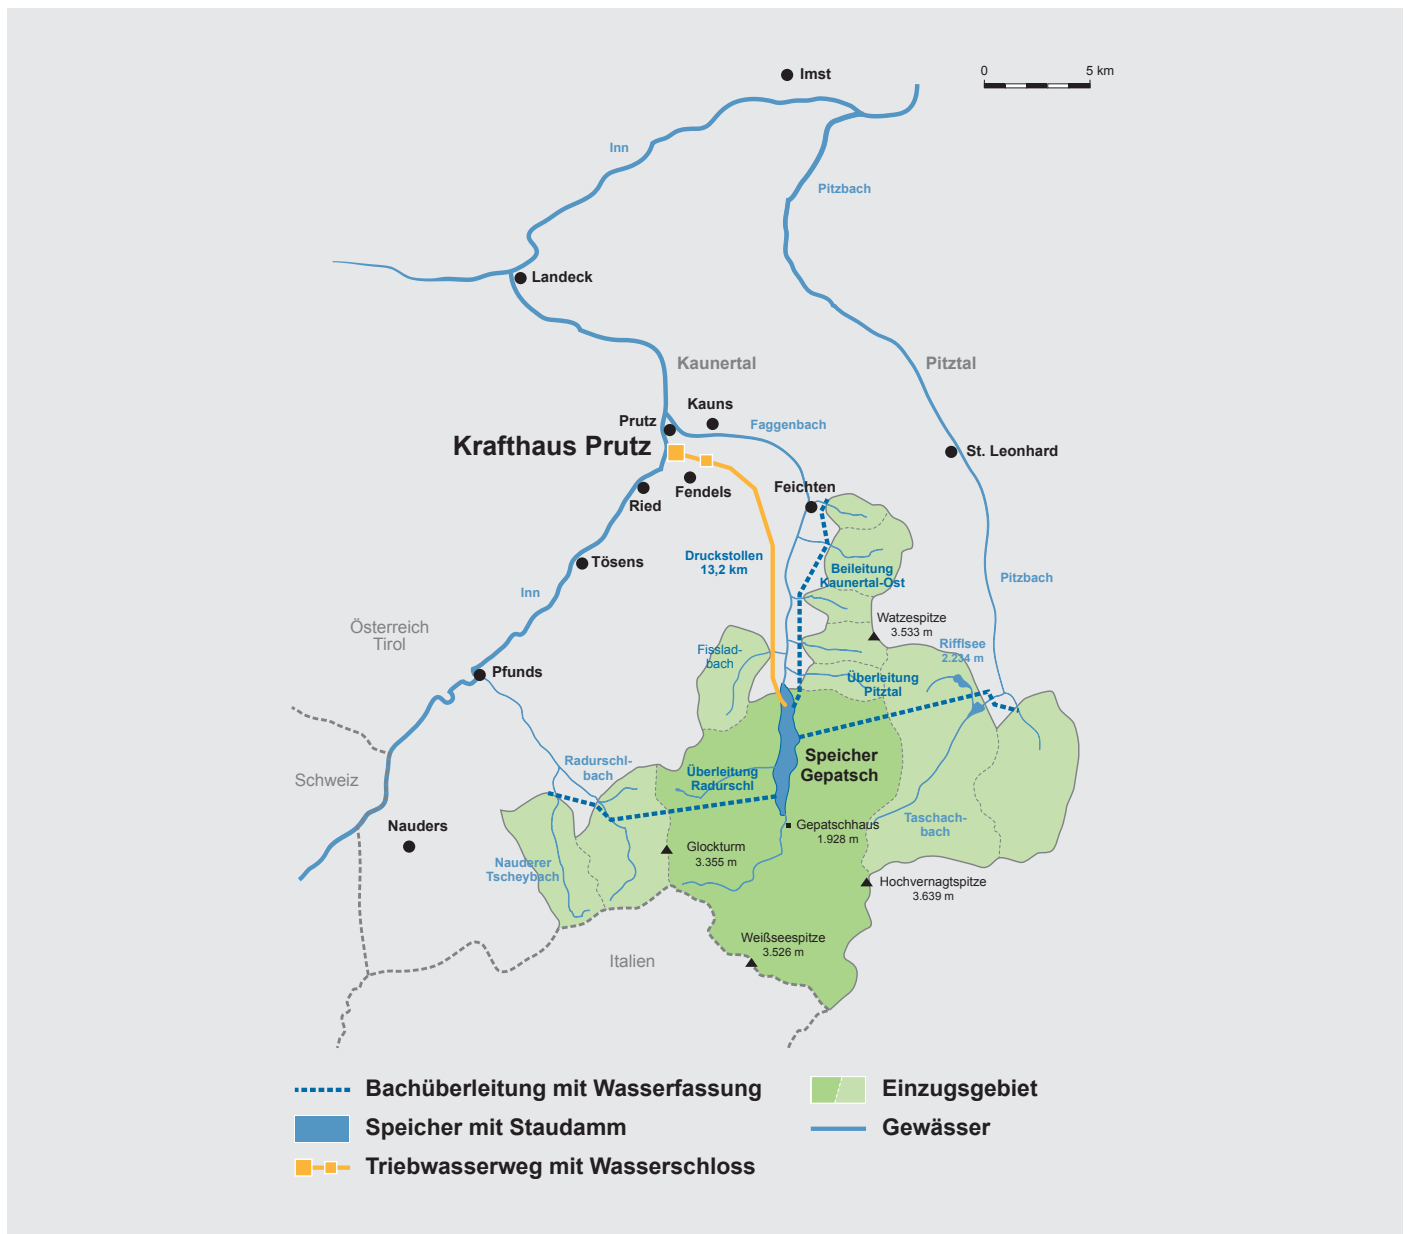 Imst
0 5 km
Inn
Pitzbach
Landeck
Kaunertal
Pitztal
Kauns
Prutz
Faggenbach
Krafthaus Prutz
St. Leonhard
Fendels
Feichten
Ried
Druckstollen
13,2 km
Tösens
Beileitung
Kaunertal-Ost
Pitzbach
Inn
Watzespitze
3.533 m
Österreich
Tirol
Fisslad-
bach
Rifflsee
2.234 m
Pfunds
Überleitung
Pitztal
Schweiz
Radurschl-
bach
Überleitung
Radurschl
Speicher
Gepatsch
Nauders
Gepatschhaus
1.928 m
Taschach-
bach
Glockturm
3.355 m
Nauderer
Tscheybach
Hochvernagtspitze
3.639 m
Weißseespitze
3.526 m
Italien
Bachüberleitung mit Wasserfassung
Einzugsgebiet
Speicher mit Staudamm
Gewässer
Triebwasserweg mit Wasserschloss